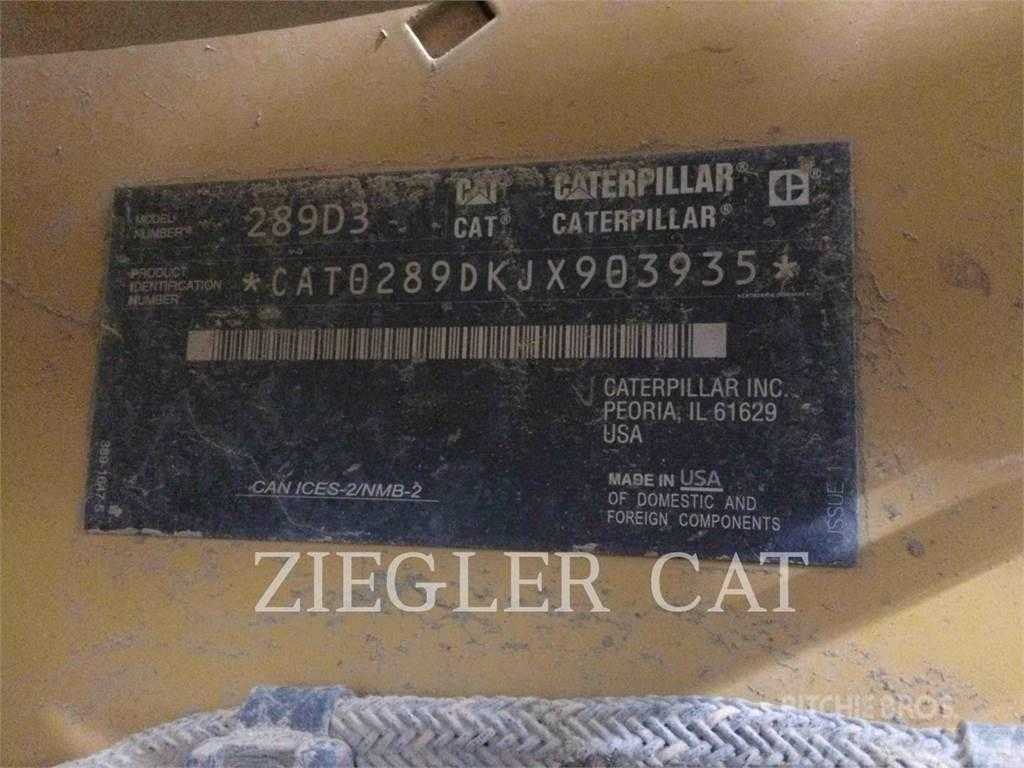 MODEL NUMBER 289D3
CAT CATERPILLAR®
CAT® CATERPILLAR®
PRODUCT IDENTIFICATION NUMBER *CAT0289DKJX903935*
CATERPILLAR INC.
PEORIA, IL 61629
USA
CAN ICES-2/NMB-2
MADE IN USA
OF DOMESTIC AND
FOREIGN COMPONENTS
ISSUE 1
ZIEGLER CAT
RITCHIE BROS